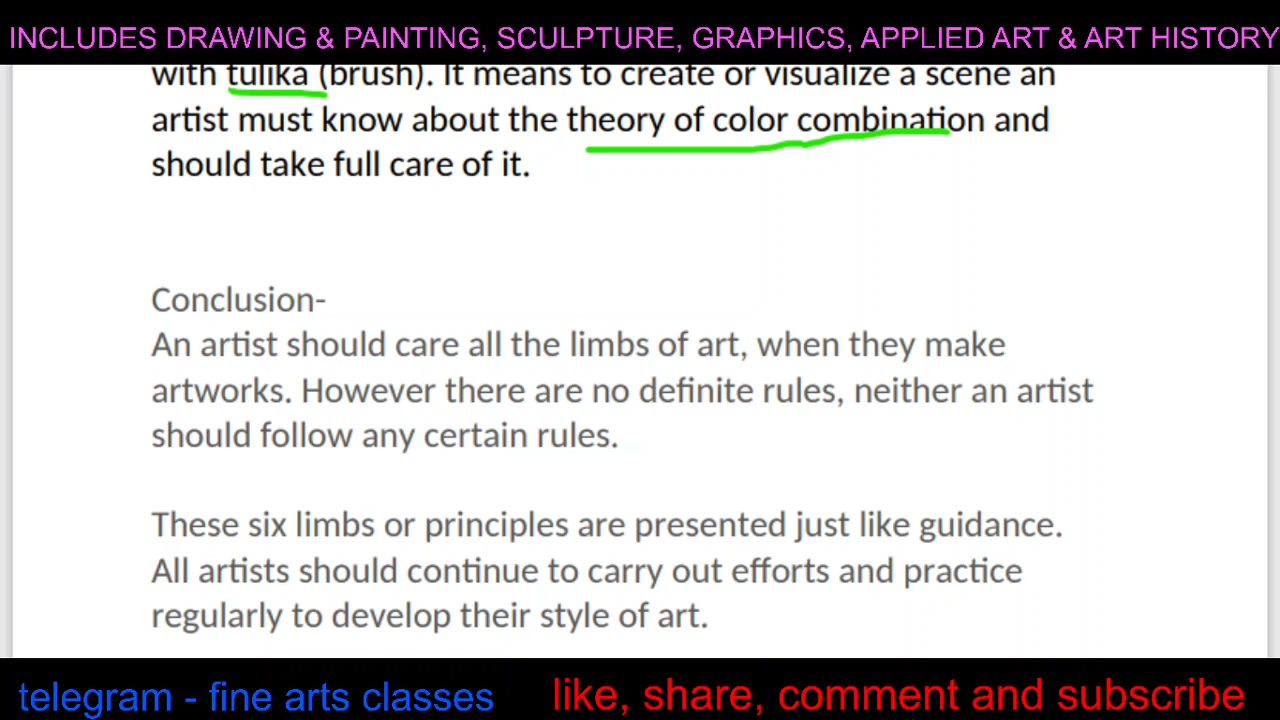 INCLUDES DRAWING & PAINTING, SCULPTURE, GRAPHICS, APPLIED ART & ART HISTORY
with tulika (brush). It means to create or visualize a scene an
artist must know about the theory of color combination and
should take full care of it.
Conclusion-
An artist should care all the limbs of art, when they make
artworks. However there are no definite rules, neither an artist
should follow any certain rules.
These six limbs or principles are presented just like guidance.
All artists should continue to carry out efforts and practice
regularly to develop their style of art.
telegram - fine arts classes
like, share, comment and subscribe